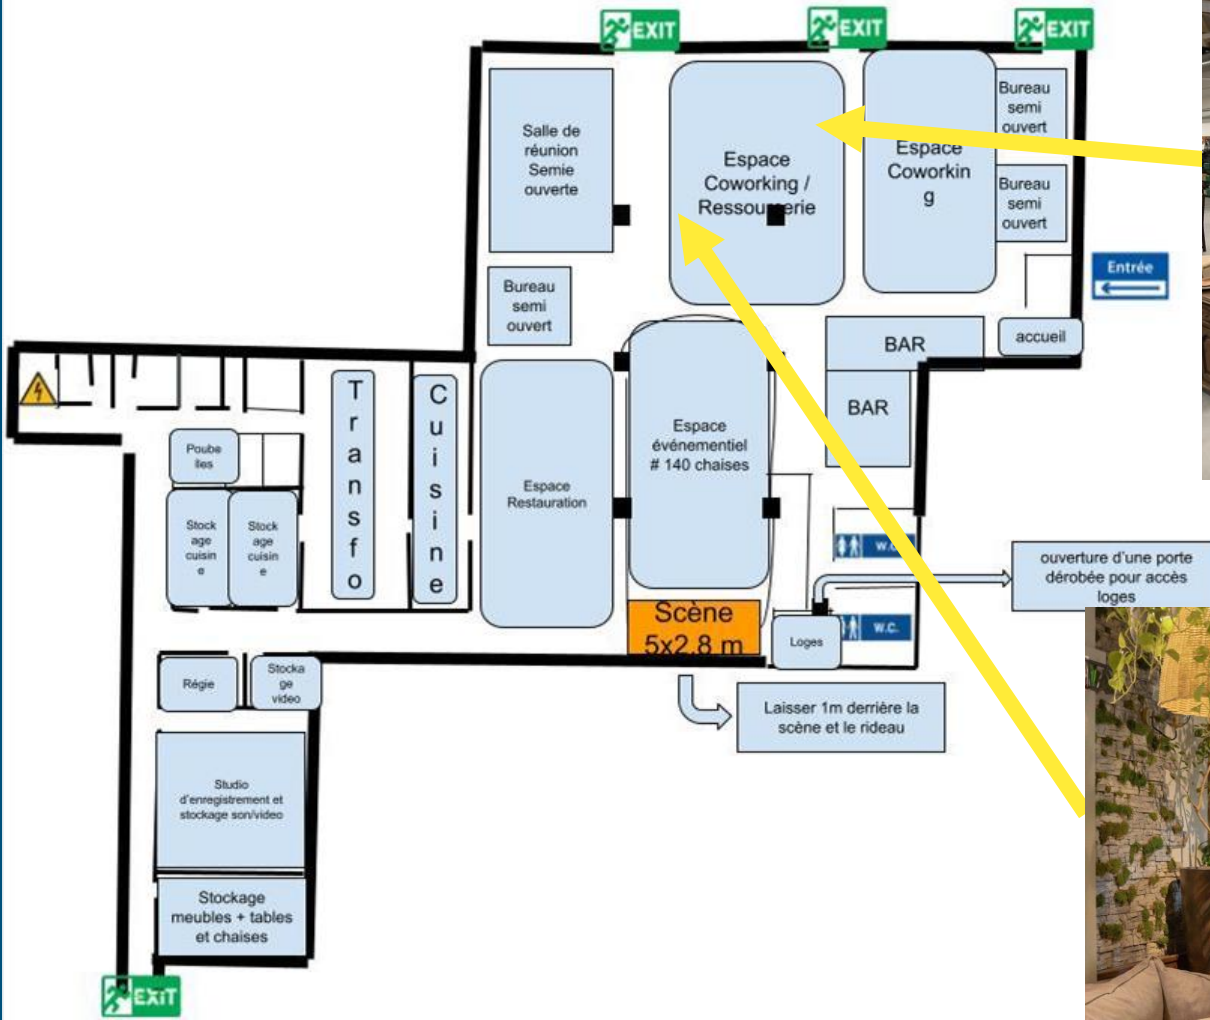 EXIT
EXIT
EXIT
Salle de
réunion
Semie
ouverte
Espace
Coworking /
Espace
Coworkin
g
Bureau
semi
ouvert
Bureau
semi
ouvert
Entrée
Bureau
semi
ouvert
accueil
BAR
BAR
T
r
a
n
s
f
o
C
u
i
s
i
n
e
Espace
Restauration
Espace
événementiel
# 140 chaises
Poube
lles
Stock
age
cuisin
e
Stock
age
cuisin
e
W.C.
ouverture d'une porte
dérobée pour accès
loges
Scène
5x2.8 m
W.C.
Loges
Régie
Stocka
ge
video
Laisser 1m derrière la
scène et le rideau
Studio
d'enregistrement et
stockage son/video
Stockage
meubles + tables
et chaises
EXIT